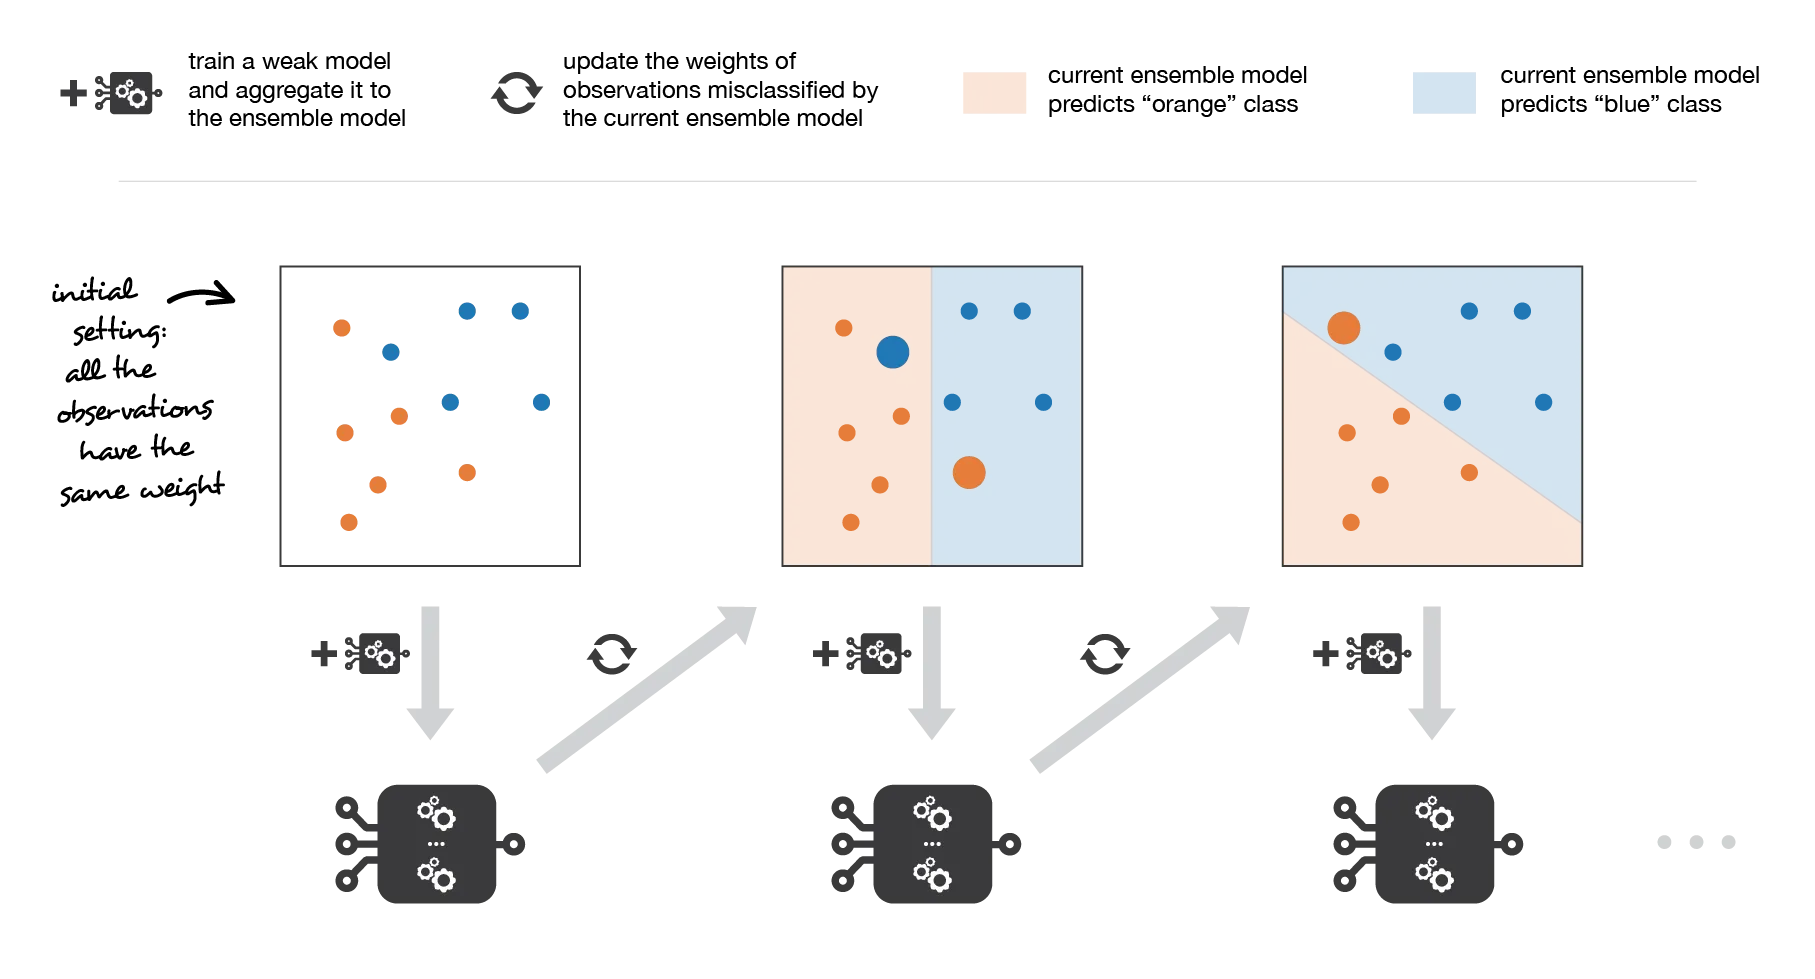 train a weak model
and aggregate it to
the ensemble model
update the weights of
observations misclassified by
the current ensemble model
current ensemble model
predicts “orange” class
current ensemble model
predicts “blue” class
initial
setting:
all the
observations
have the
same weight